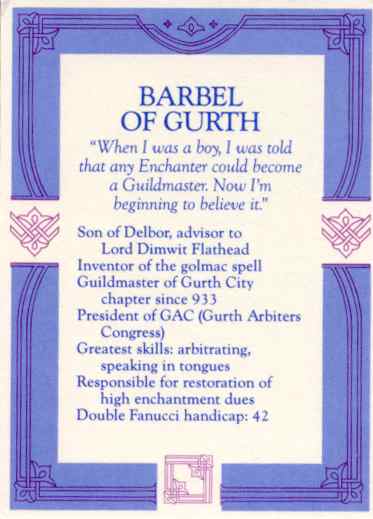 BARBEL
OF GURTH
"When I was a boy, I was told
that any Enchanter could become
a Guildmaster. Now I'm
beginning to believe it."
Son of Delbor, advisor to
Lord Dimwit Flathead
Inventor of the golmac spell
Guildmaster of Gurth City
chapter since 933
President of GAC (Gurth Arbiters
Congress)
Greatest skills: arbitrating,
speaking in tongues
Responsible for restoration of
high enchantment dues
Double Fanucci handicap: 42